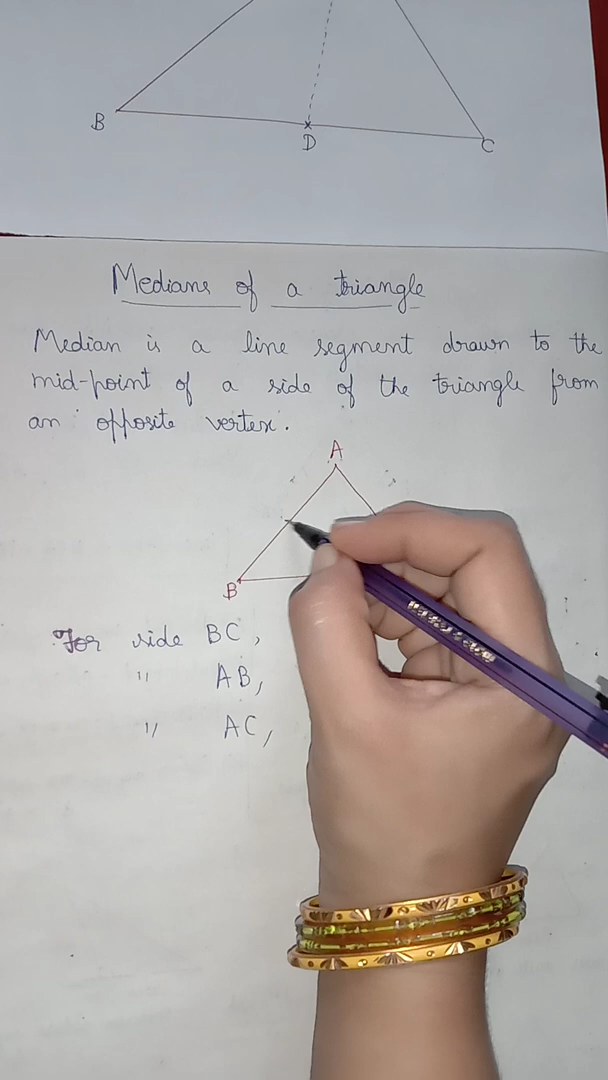 B
D
C
Medians of a triangle
Median is a line segment drawn to the
mid-point of a side of the triangle from
an opposite vertex.
A
B
For side BC,
" AB,
" AC,